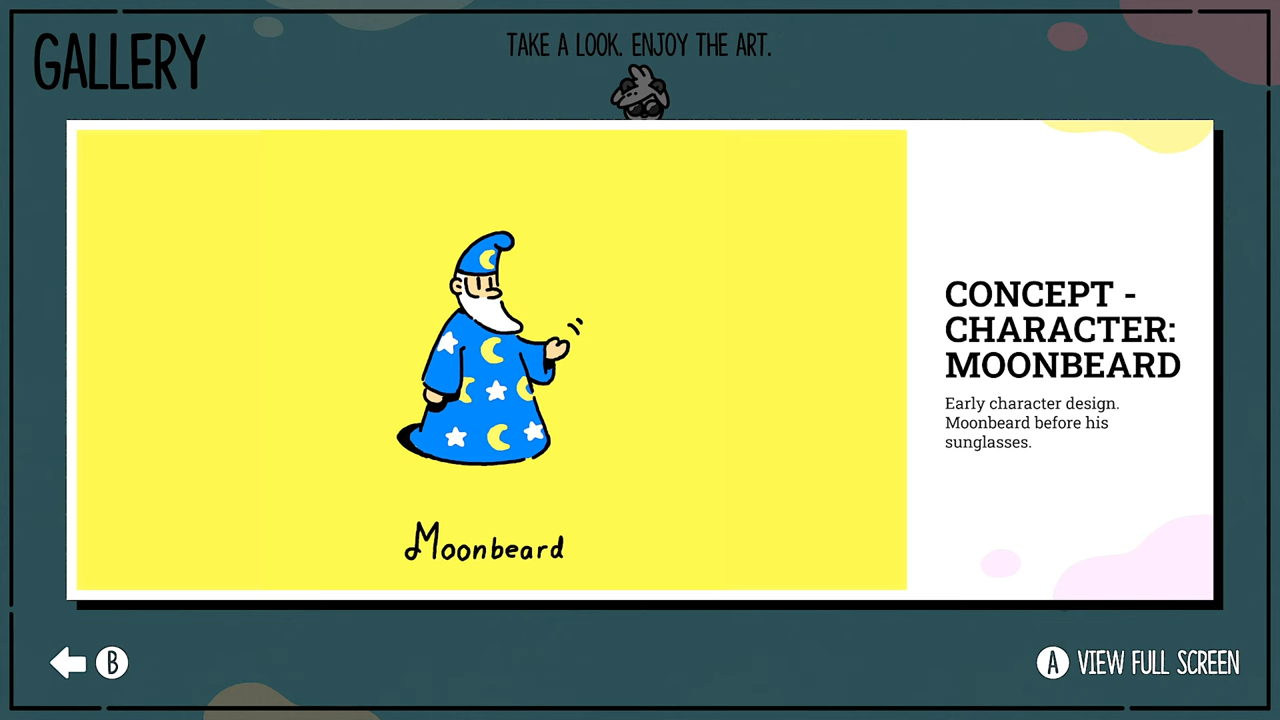 GALLERY
TAKE A LOOK. ENJOY THE ART.
CONCEPT -
CHARACTER:
MOONBEARD
Early character design.
Moonbeard before his
sunglasses.
Moonbeard
B
A VIEW FULL SCREEN